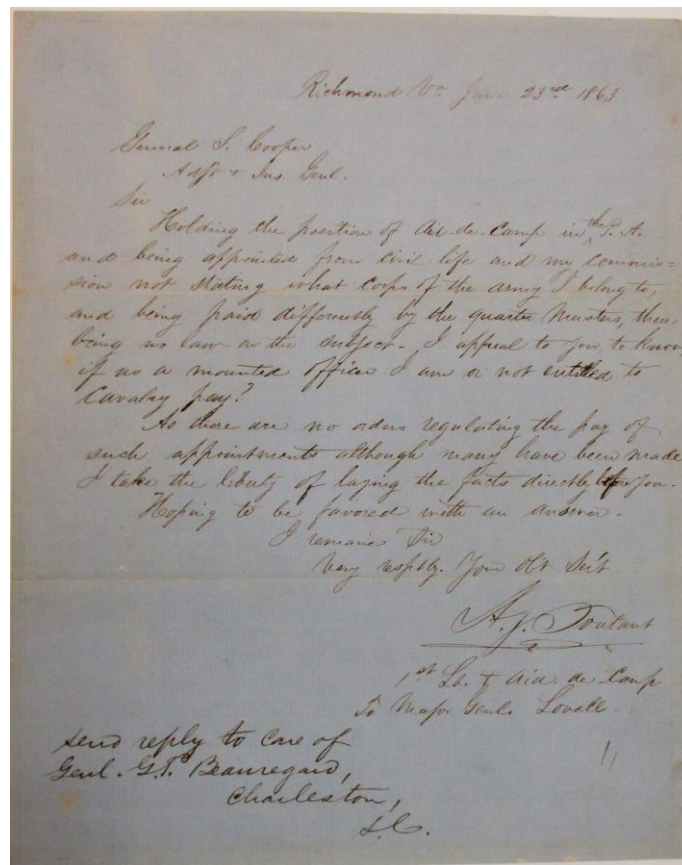 Richmond Va June 23rd 1863
General S. Cooper
Adjt & Ins. Genl.
Sir
Holding the position of Aid-de-Camp in the P. A.
and being appointed from civil life and my commis-
sion not stating what corps of the army I belong to,
and being paid differently by the quarter Masters, there
being no law on the subject - I appeal to you to know
if as a mounted officer I am or not entitled to
Cavalry pay?
As there are no orders regulating the pay of
such appointments although many have been made
I take the liberty of laying the facts directly before you -
Hoping to be favored with an answer -
I remain Sir
Very respfly. Your Obt Sevt
A. J. Toutant
1st Lt. & Aid-de-Camp
To Major Genl. Lovell -
send reply to care of
Genl. G.T. Beauregard,
Charleston,
S.C.